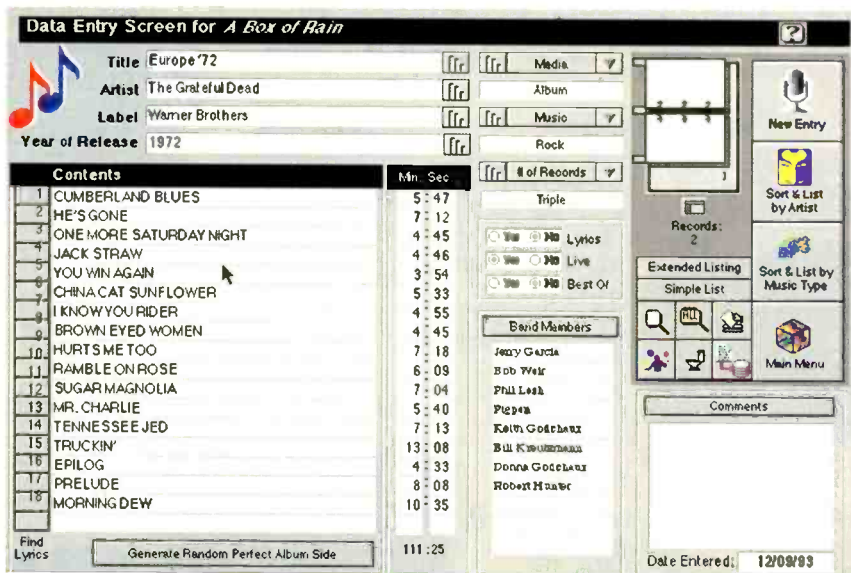 Data Entry Screen for A Box of Rain
?
Title Europe '72
Artist The Grateful Dead
Label Warner Brothers
Year of Release 1972
Media
Album
Music
Rock
# of Records
Triple
Yes No Lyrics
Yes No Live
Yes No Best Of
Contents
Min. Sec
1 CUMBERLAND BLUES 5:47
2 HE'S GONE 7:12
3 ONE MORE SATURDAY NIGHT 4:45
4 JACK STRAW 4:46
5 YOU WIN AGAIN 3:54
6 CHINA CAT SUNFLOWER 5:33
7 I KNOW YOU RIDER 4:55
8 BROWN EYED WOMEN 4:45
9 HURTS ME TOO 7:18
10 RAMBLE ON ROSE 6:09
11 SUGAR MAGNOLIA 7:04
12 MR. CHARLIE 5:40
13 TENNESSEE JED 7:13
14 TRUCKIN' 13:08
15 EPILOG 4:33
16 PRELUDE 8:08
17 MORNING DEW 10:35
18
111:25
Find Lyrics
Generate Random Perfect Album Side
Band Members
Jerry Garcia
Bob Weir
Phil Lesh
Pigpen
Keith Godchaux
Bill Kreutzmann
Donna Godchaux
Robert Hunter
Records:
2
Extended Listing
Simple List
ALL
New Entry
Sort & List
by Artist
Sort & List by
Music Type
Main Menu
Comments
Date Entered: 12/09/93